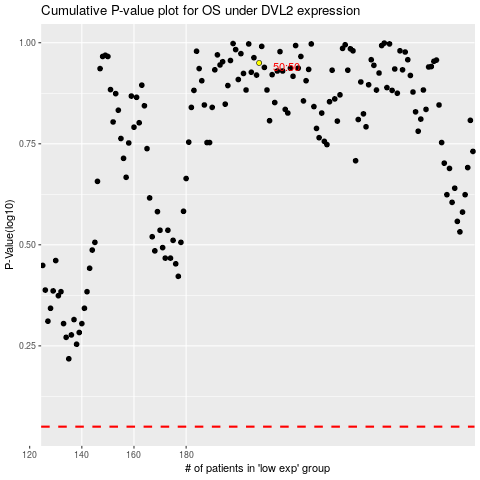 Cumulative P-value plot for OS under DVL2 expression
P-Value(log10)
1.00
0.75
0.50
0.25
50:50
120 140 160 180
# of patients in 'low exp' group